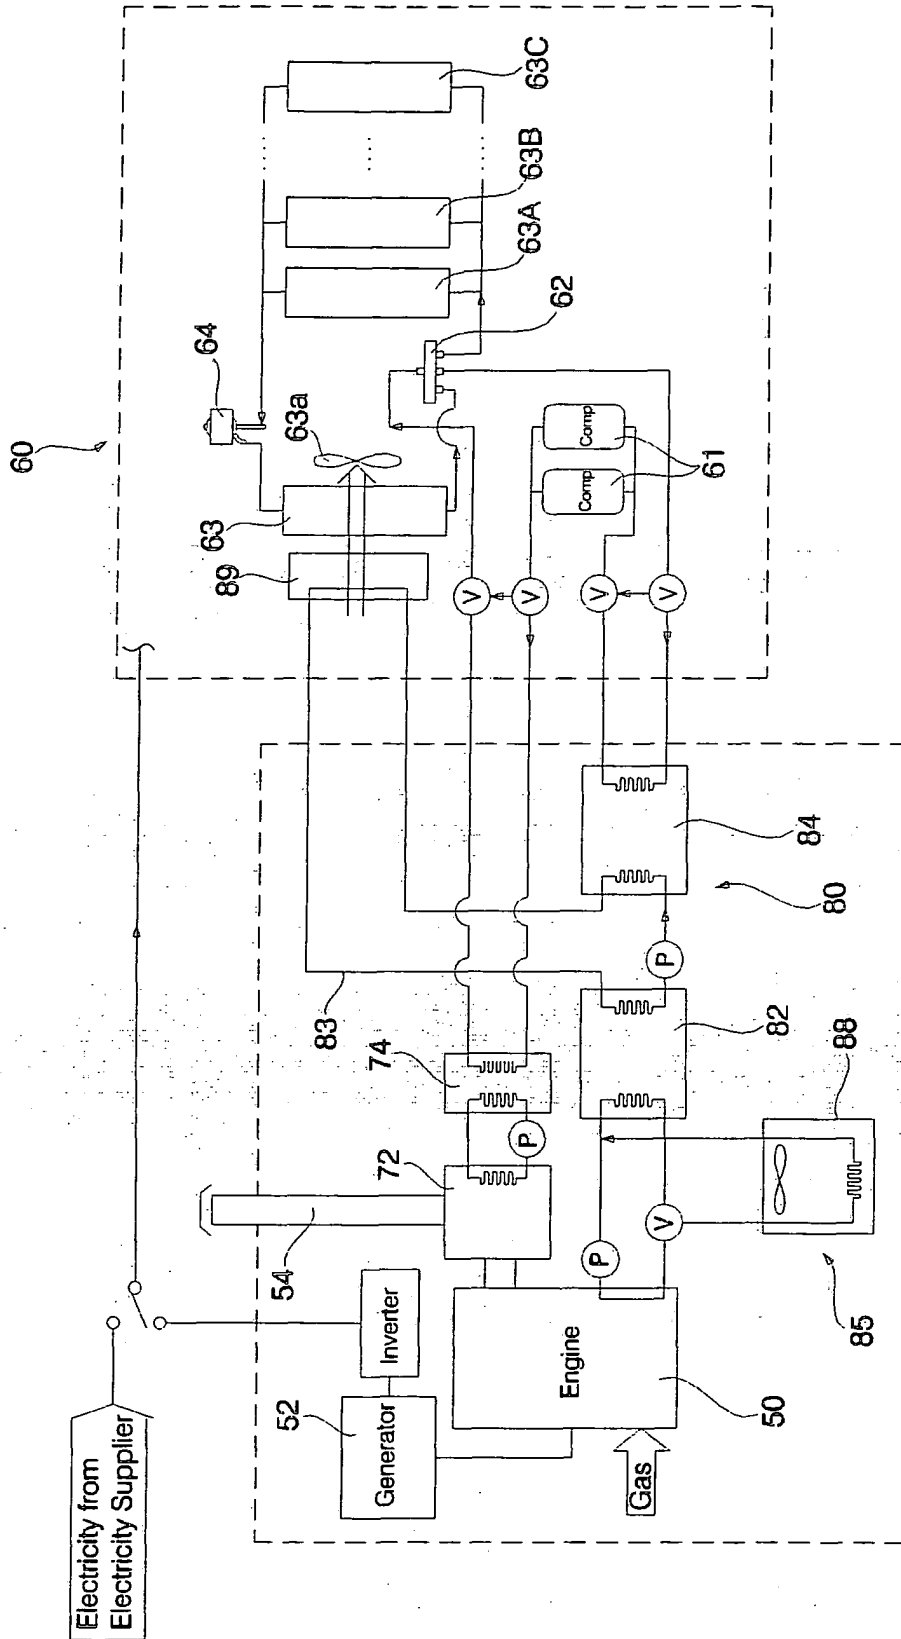 Electricity from
Electricity Supplier
60
64
63a
63
89
63C
63B
63A
62
Comp
Comp
61
V
V
V
V
83
74
72
54
P
84
80
P
82
88
P
V
85
Inverter
52
Generator
Engine
50
Gas